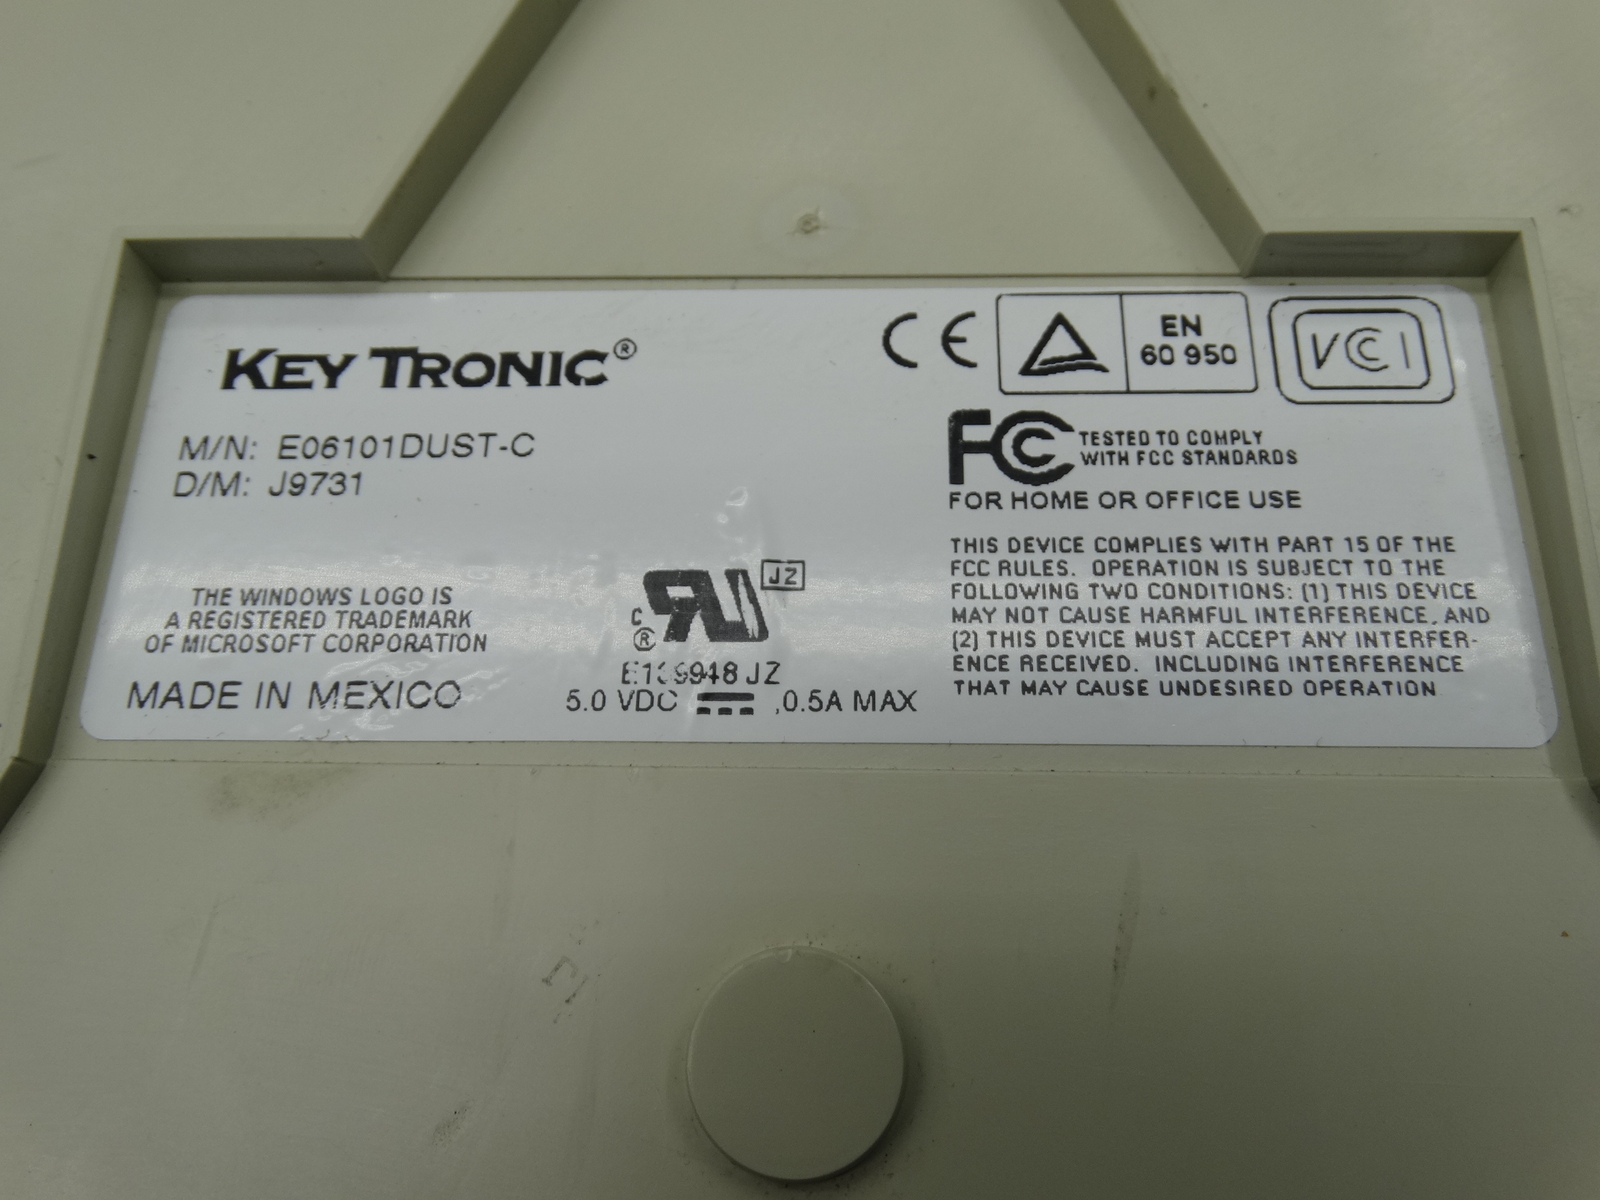 KEY TRONIC®
M/N: E06101DUST-C
D/M: J9731
THE WINDOWS LOGO IS
A REGISTERED TRADEMARK
OF MICROSOFT CORPORATION
MADE IN MEXICO
JZ
C
®
JZ
5.0 VDC ,0.5A MAX
CE
EN
60 950
VCCI
FCC
TESTED TO COMPLY
WITH FCC STANDARDS
FOR HOME OR OFFICE USE
THIS DEVICE COMPLIES WITH PART 15 OF THE
FCC RULES. OPERATION IS SUBJECT TO THE
FOLLOWING TWO CONDITIONS: (1) THIS DEVICE
MAY NOT CAUSE HARMFUL INTERFERENCE, AND
(2) THIS DEVICE MUST ACCEPT ANY INTERFER-
ENCE RECEIVED. INCLUDING INTERFERENCE
THAT MAY CAUSE UNDESIRED OPERATION